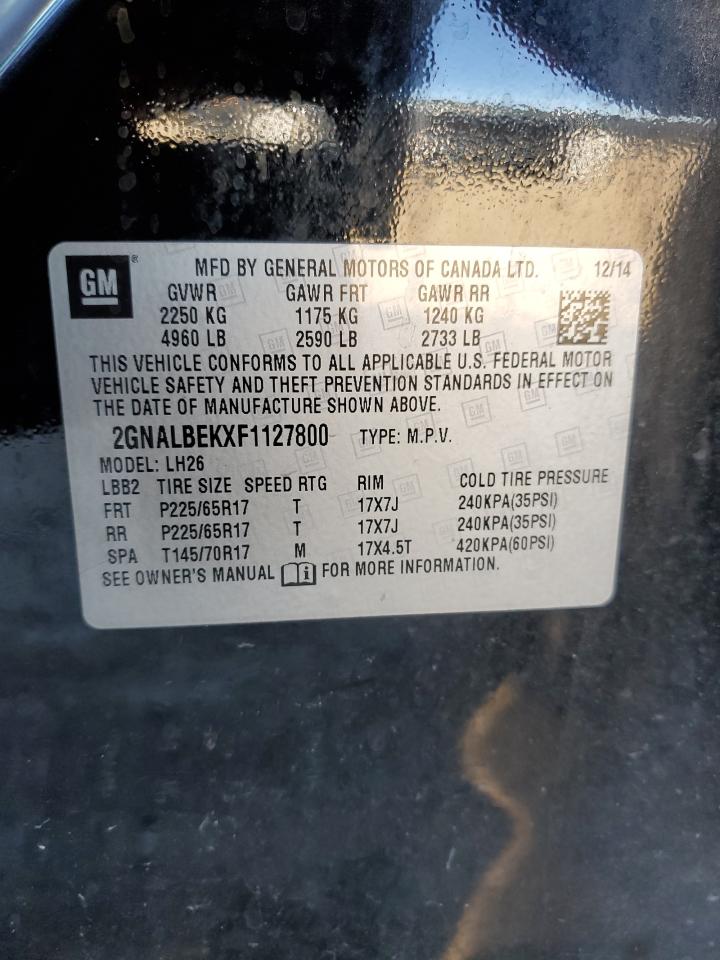 GM ® MFD BY GENERAL MOTORS OF CANADA LTD. 12/14
GVWR GAWR FRT GAWR RR
2250 KG 1175 KG 1240 KG
4960 LB 2590 LB 2733 LB
THIS VEHICLE CONFORMS TO ALL APPLICABLE U.S. FEDERAL MOTOR
VEHICLE SAFETY AND THEFT PREVENTION STANDARDS IN EFFECT ON
THE DATE OF MANUFACTURE SHOWN ABOVE.
2GNALBEKXF1127800 TYPE: M.P.V.
MODEL: LH26
LBB2 TIRE SIZE SPEED RTG RIM COLD TIRE PRESSURE
FRT P225/65R17 T 17X7J 240KPA(35PSI)
RR P225/65R17 T 17X7J 240KPA(35PSI)
SPA T145/70R17 M 17X4.5T 420KPA(60PSI)
SEE OWNER'S MANUAL i FOR MORE INFORMATION.